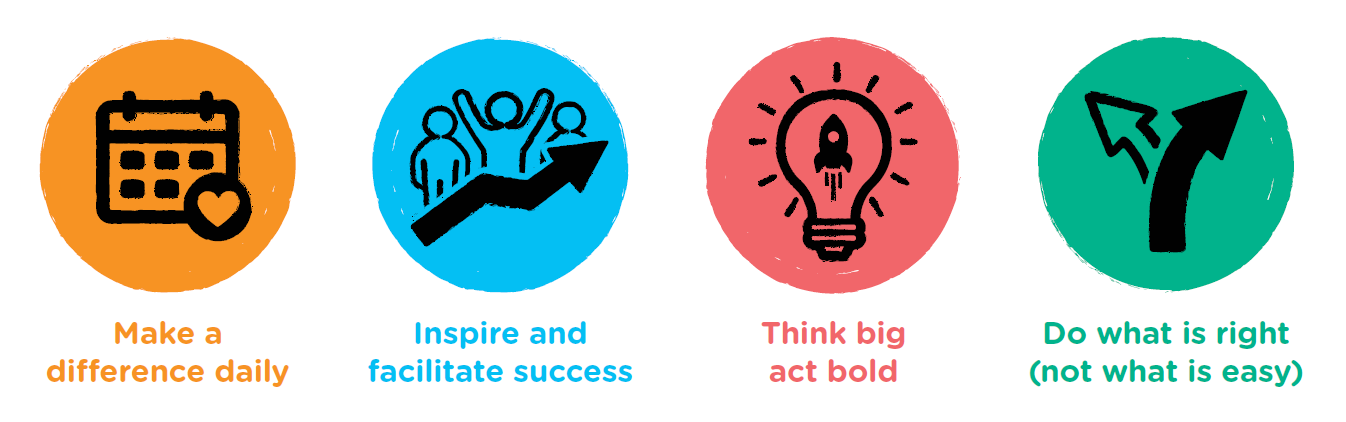 Make a
difference daily
Inspire and
facilitate success
Think big
act bold
Do what is right
(not what is easy)